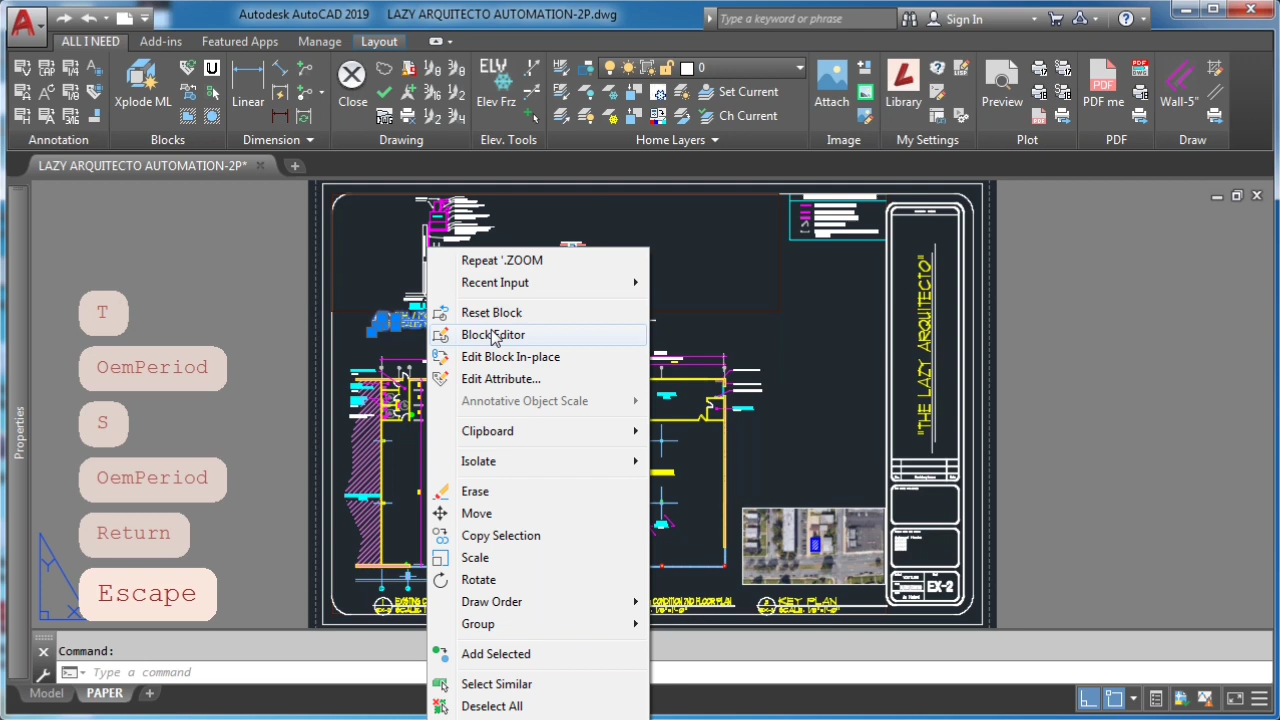 Autodesk AutoCAD 2019 LAZY ARQUITECTO AUTOMATION-2P.dwg
Type a keyword or phrase
Sign In
ALL I NEED Add-ins Featured Apps Manage Layout
Xplode ML
Linear
Close
ELV
Elev Frz
0
Set Current
Ch Current
Attach
Library
Preview
PDF me
Wall-5"
Annotation Blocks Dimension Drawing Elev. Tools Home Layers Image My Settings Plot PDF Draw
LAZY ARQUITECTO AUTOMATION-2P*
Properties
T
OemPeriod
S
OemPeriod
Return
Escape
Y
X
Repeat '.ZOOM
Recent Input
Reset Block
Block Editor
Edit Block In-place
Edit Attribute...
Annotative Object Scale
Clipboard
Isolate
Erase
Move
Copy Selection
Scale
Rotate
Draw Order
Group
Add Selected
Select Similar
Deselect All
"THE LAZY ARQUITECTO"
KEY PLAN
EX-2
Command:
Type a command
Model PAPER